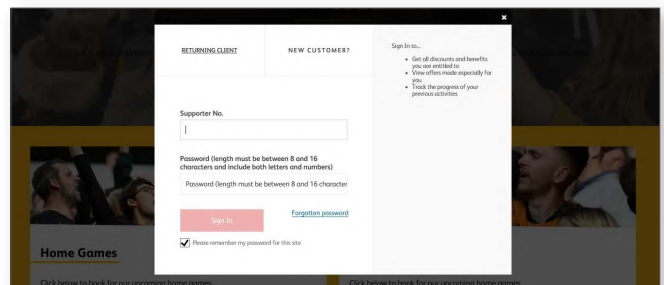 ✖
RETURNING CLIENT
NEW CUSTOMER?
Supporter No.
Password (length must be between 8 and 16
characters and include both letters and numbers)
Password (length must be between 8 and 16 character
Sign In
Forgotten password
Please remember my password for this site
Sign In to...
• Get all discounts and benefits
you are entitled to
• View offers made especially for
you
• Track the progress of your
previous activities
Home Games
Click below to book for our upcoming home games
Click below to book for our upcoming home games